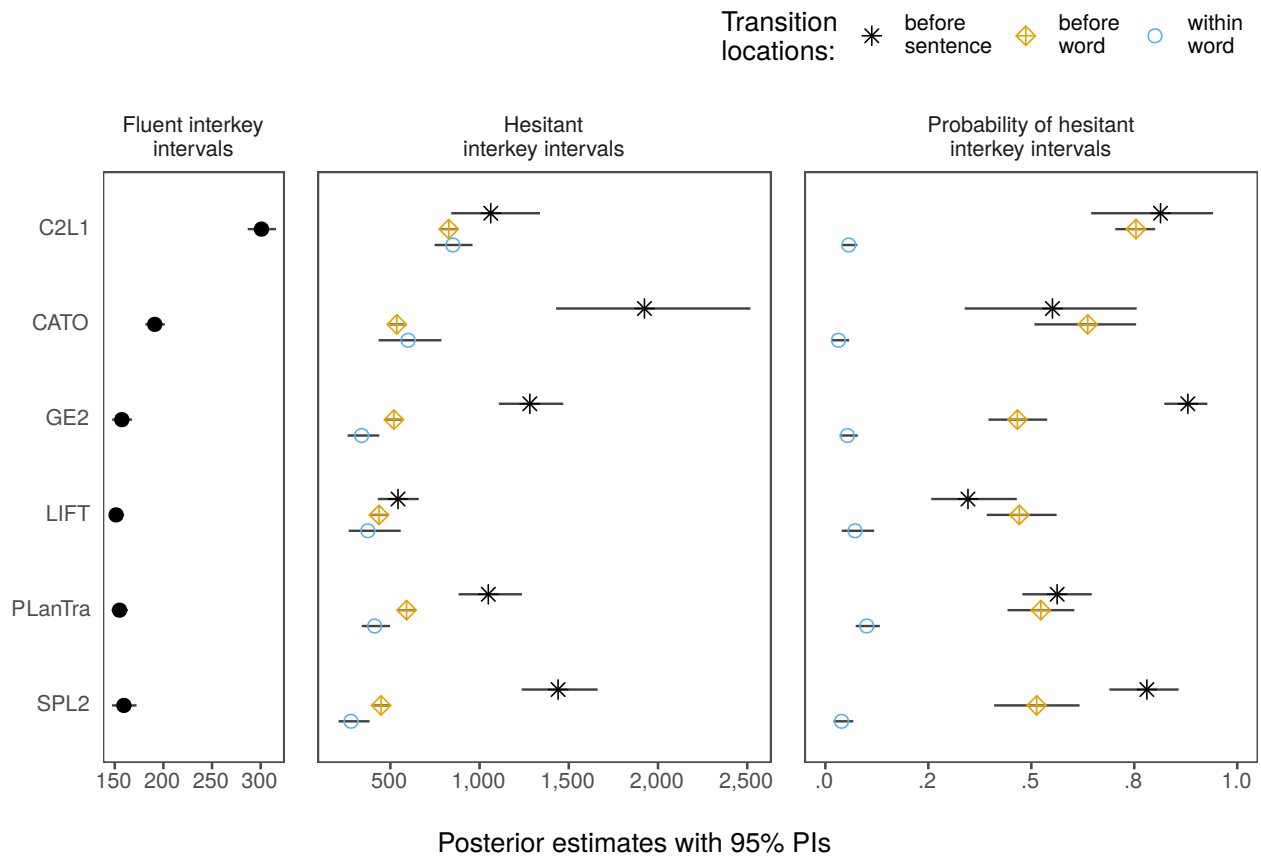 Transition
locations:
before
sentence
before
word
within
word
Fluent interkey
intervals
Hesitant
interkey intervals
Probability of hesitant
interkey intervals
C2L1
CATO
GE2
LIFT
PLanTra
SPL2
150 200 250 300
500 1,000 1,500 2,000 2,500
.0 .2 .5 .8 1.0
Posterior estimates with 95% PIs